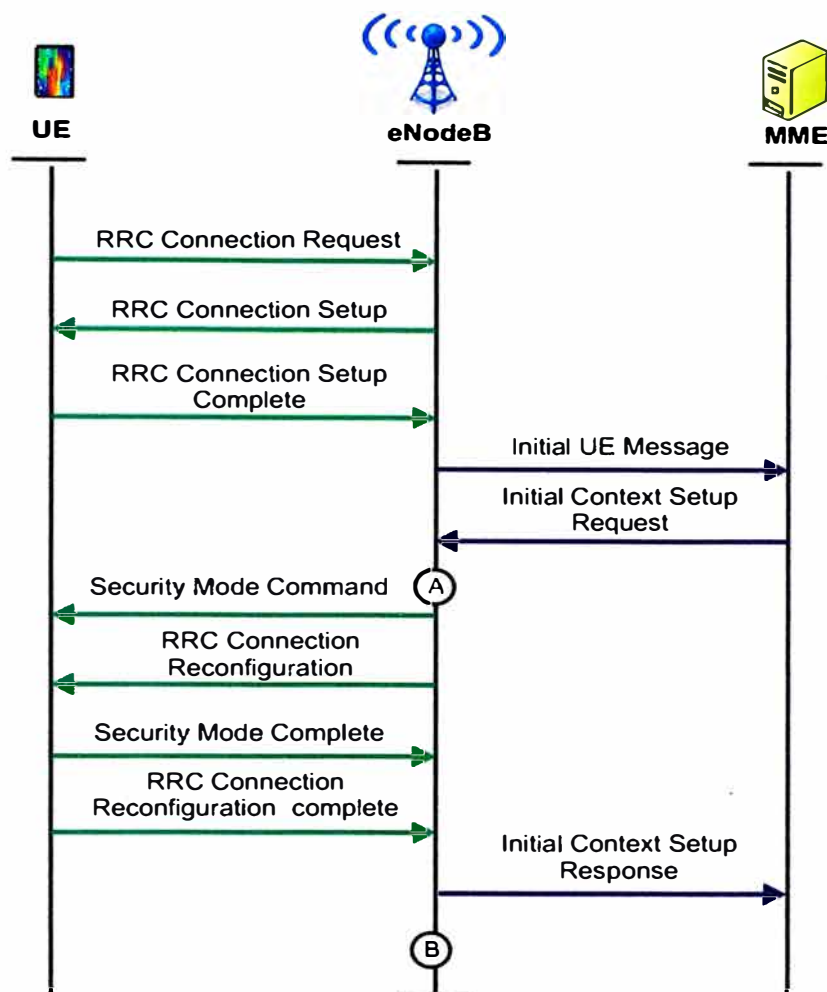 UE
eNodeB
MME
RRC Connection Request
RRC Connection Setup
RRC Connection Setup
Complete
Initial UE Message
Initial Context Setup
Request
A
Security Mode Command
RRC Connection
Reconfiguration
Security Mode Complete
RRC Connection
Reconfiguration complete
Initial Context Setup
Response
B